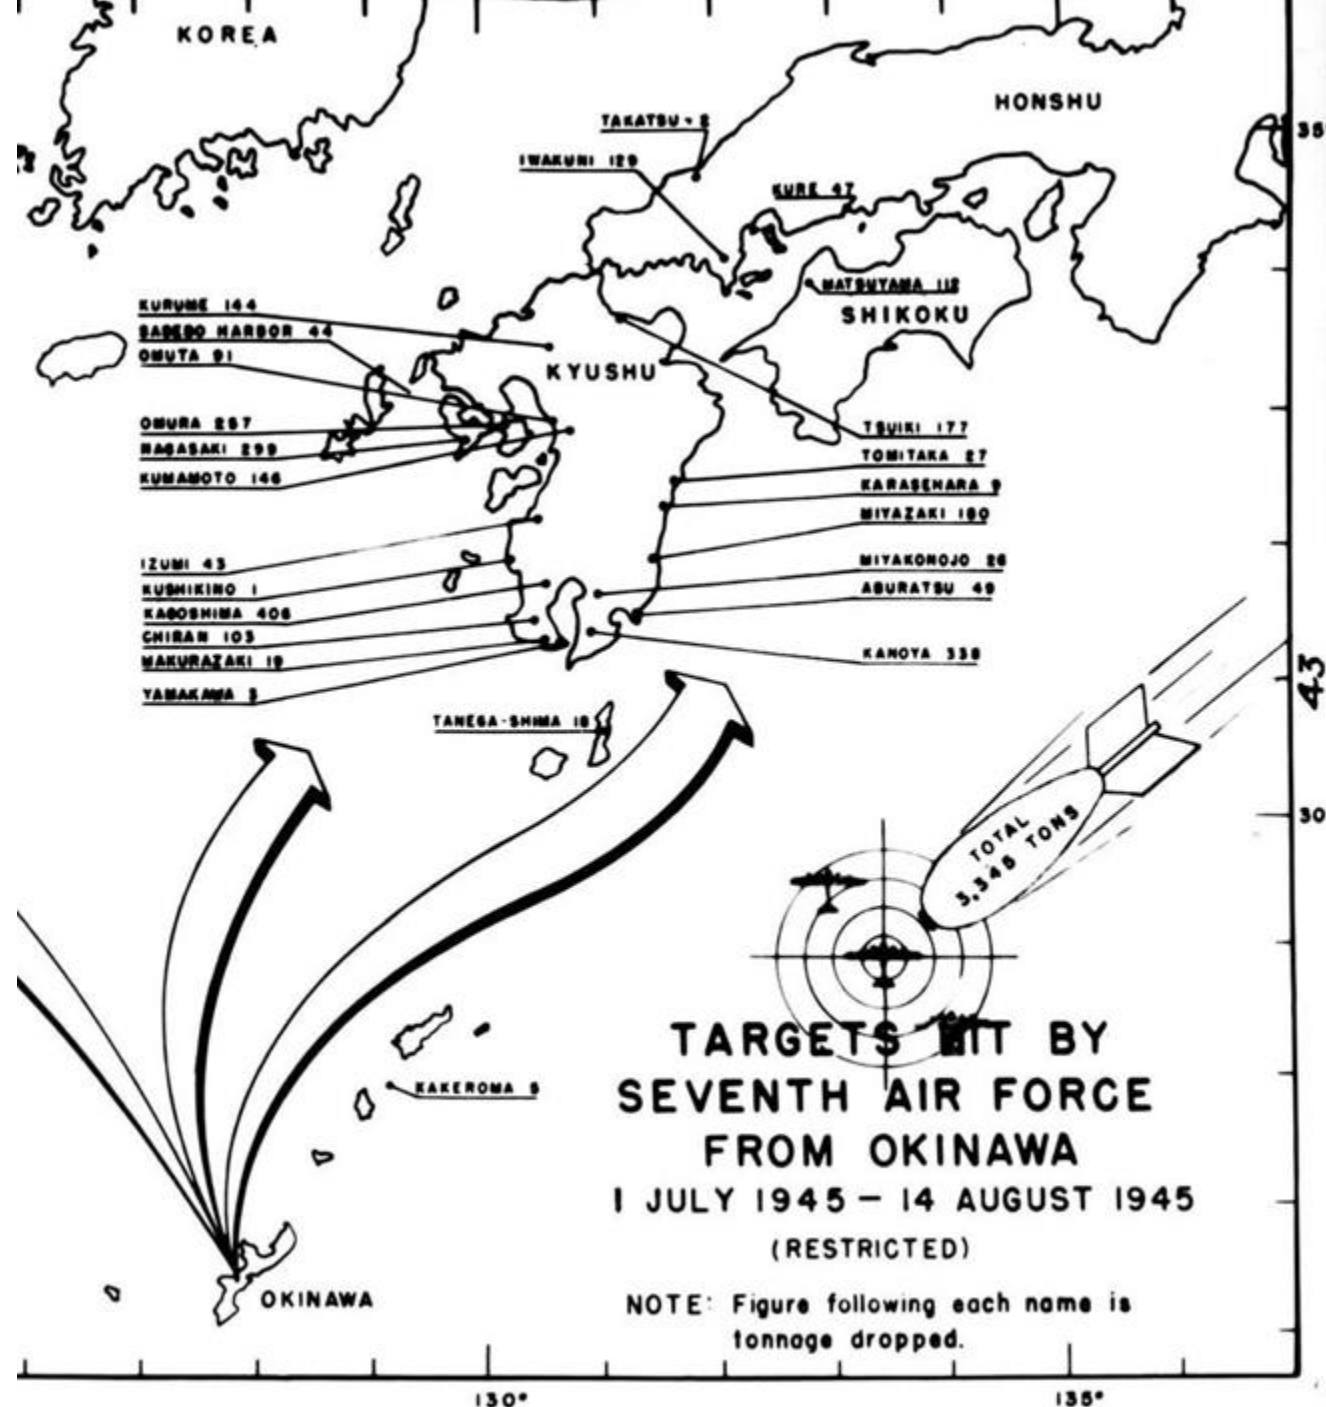 KOREA
HONSHU
TAKATSU - 2
35°
IWAKUNI 129
KURE 47
MATSUYAMA 112
SHIKOKU
KURUME 144
SASEBO HARBOR 44
OMUTA 91
KYUSHU
OMURA 257
NAGASAKI 299
KUMAMOTO 146
TSUIKI 177
TOMITAKA 27
KARASEHARA 9
MIYAZAKI 180
IZUMI 43
KUSHIKINO 1
KAGOSHIMA 406
CHIRAN 103
MAKURAZAKI 19
YAMAKAWA 3
MIYAKONOJO 26
ABURATSU 49
KANOYA 338
43
TANEGA-SHIMA 18
30
TOTAL
3,345 TONS
KAKEROMA 5
TARGETS HIT BY
SEVENTH AIR FORCE
FROM OKINAWA
1 JULY 1945 — 14 AUGUST 1945
(RESTRICTED)
OKINAWA
NOTE: Figure following each name is
tonnage dropped.
130°
135°